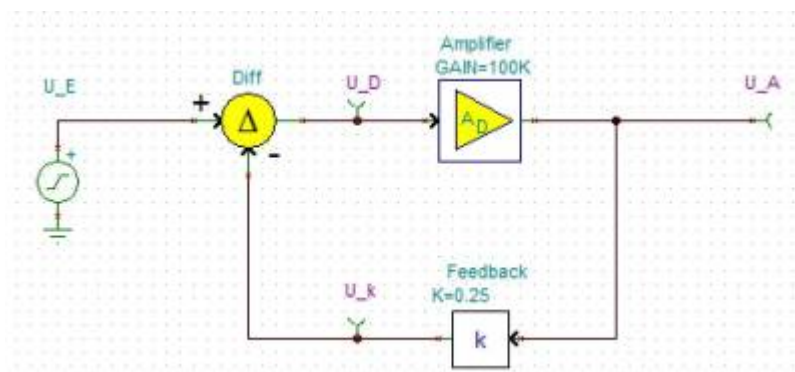 Amplifier
GAIN=100K
U_E
Diff
U_D
U_A
+
Δ
A_D
+
-
Feedback
K=0.25
U_k
k